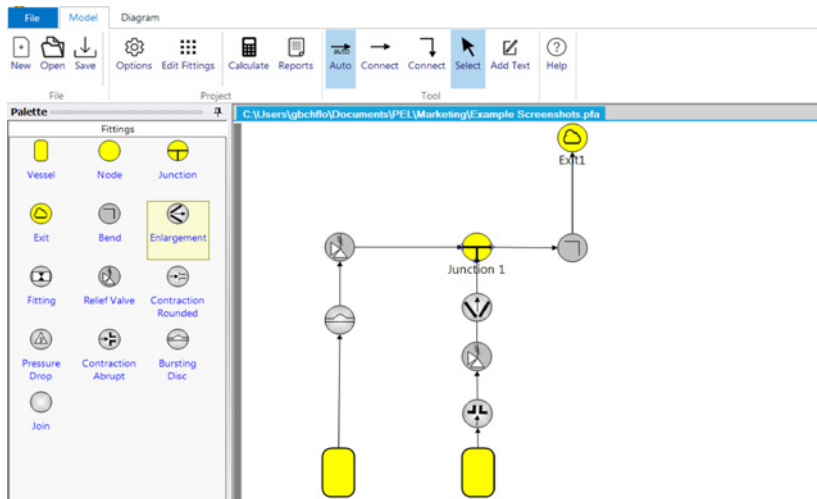 File Model Diagram
auto
New Open Save Options Edit Fittings Calculate Reports Auto Connect Connect Select Add Text Help
File Project Tool
Palette
C:\Users\gbchflo\Documents\PEL\Marketing\Example Screenshots.pfa
Fittings
Vessel Node Junction
Exit Bend Enlargement
Fitting Relief Valve Contraction
Rounded
Pressure Contraction Bursting
Drop Abrupt Disc
Join
Exit1
Junction 1